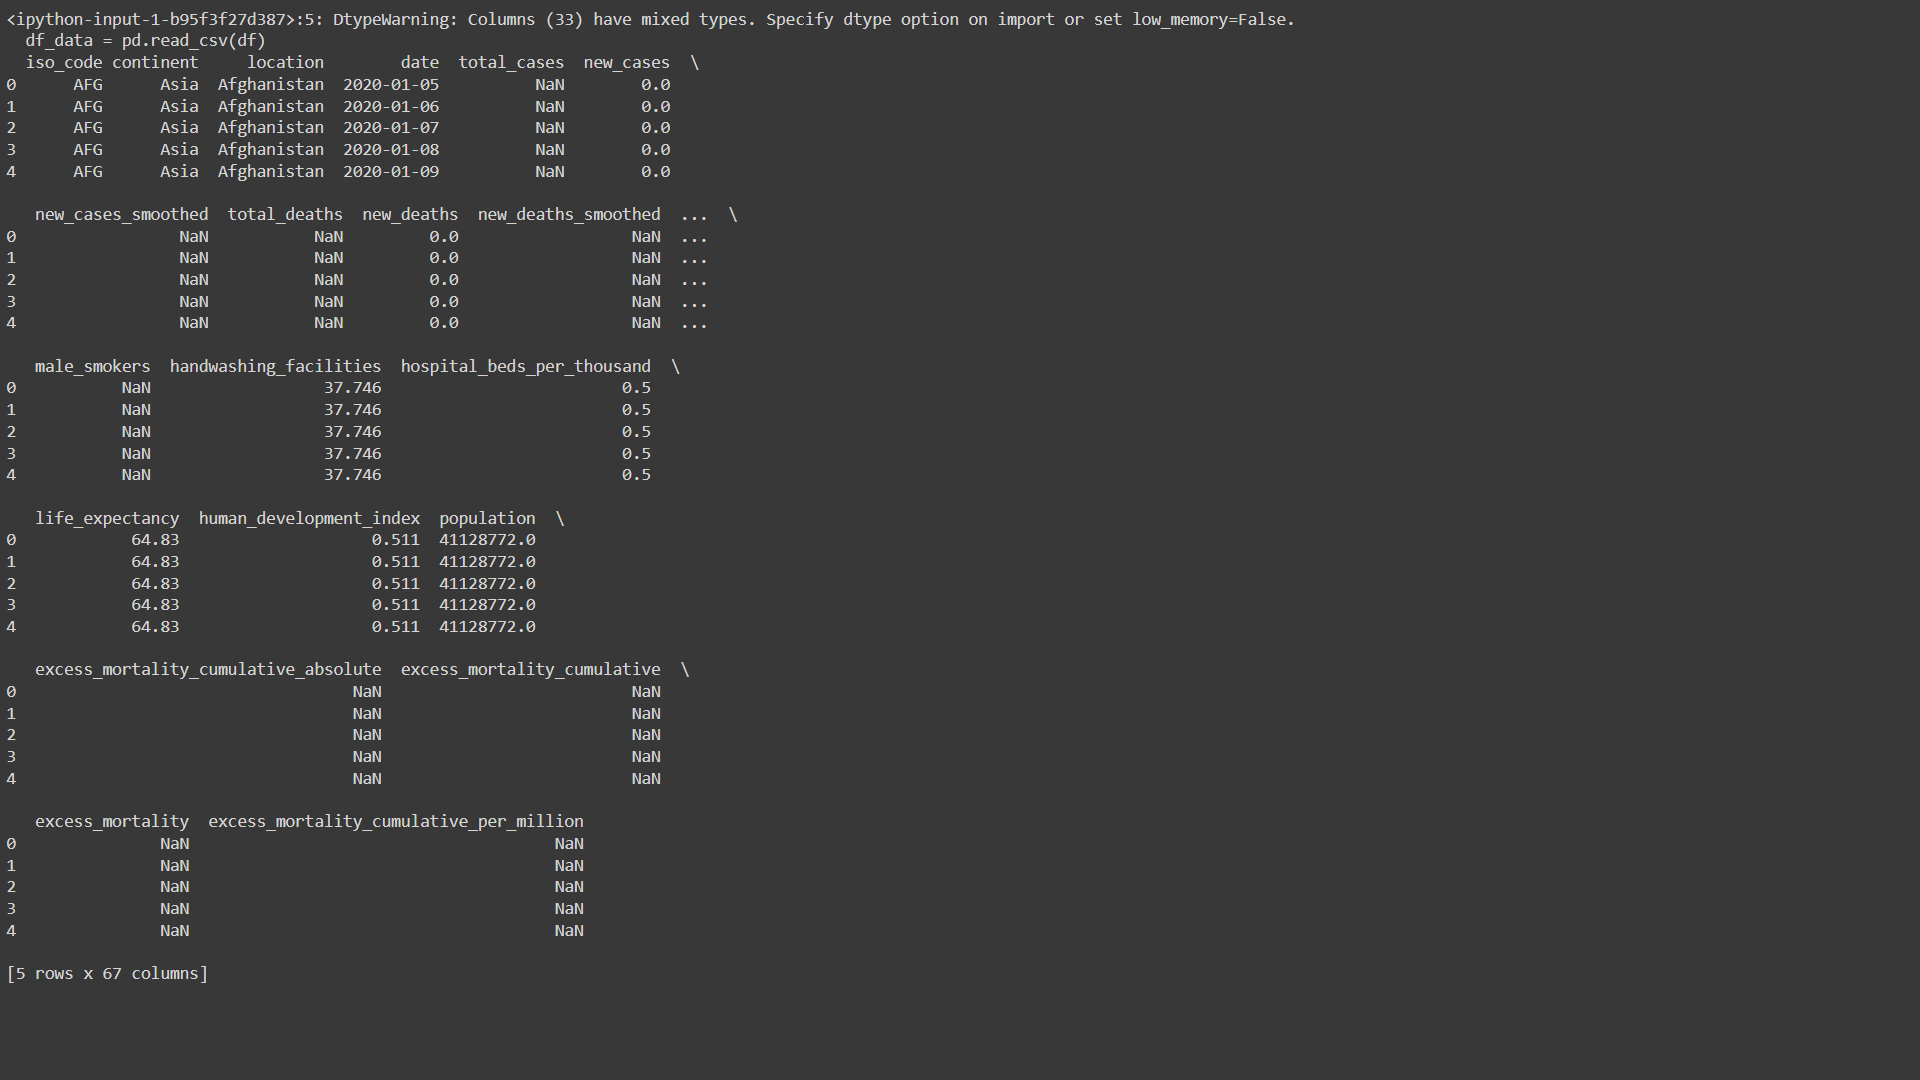 <ipython-input-1-b95f3f27d387>:5: DtypeWarning: Columns (33) have mixed types. Specify dtype option on import or set low_memory=False.
  df_data = pd.read_csv(df)
  iso_code continent     location        date  total_cases  new_cases  \
0      AFG      Asia  Afghanistan  2020-01-05          NaN        0.0
1      AFG      Asia  Afghanistan  2020-01-06          NaN        0.0
2      AFG      Asia  Afghanistan  2020-01-07          NaN        0.0
3      AFG      Asia  Afghanistan  2020-01-08          NaN        0.0
4      AFG      Asia  Afghanistan  2020-01-09          NaN        0.0

   new_cases_smoothed  total_deaths  new_deaths  new_deaths_smoothed  ...  \
0                 NaN           NaN         0.0                  NaN  ...
1                 NaN           NaN         0.0                  NaN  ...
2                 NaN           NaN         0.0                  NaN  ...
3                 NaN           NaN         0.0                  NaN  ...
4                 NaN           NaN         0.0                  NaN  ...

   male_smokers  handwashing_facilities  hospital_beds_per_thousand  \
0           NaN                  37.746                         0.5
1           NaN                  37.746                         0.5
2           NaN                  37.746                         0.5
3           NaN                  37.746                         0.5
4           NaN                  37.746                         0.5

   life_expectancy  human_development_index  population  \
0            64.83                    0.511  41128772.0
1            64.83                    0.511  41128772.0
2            64.83                    0.511  41128772.0
3            64.83                    0.511  41128772.0
4            64.83                    0.511  41128772.0

   excess_mortality_cumulative_absolute  excess_mortality_cumulative  \
0                                   NaN                          NaN
1                                   NaN                          NaN
2                                   NaN                          NaN
3                                   NaN                          NaN
4                                   NaN                          NaN

   excess_mortality  excess_mortality_cumulative_per_million
0               NaN                                      NaN
1               NaN                                      NaN
2               NaN                                      NaN
3               NaN                                      NaN
4               NaN                                      NaN

[5 rows x 67 columns]